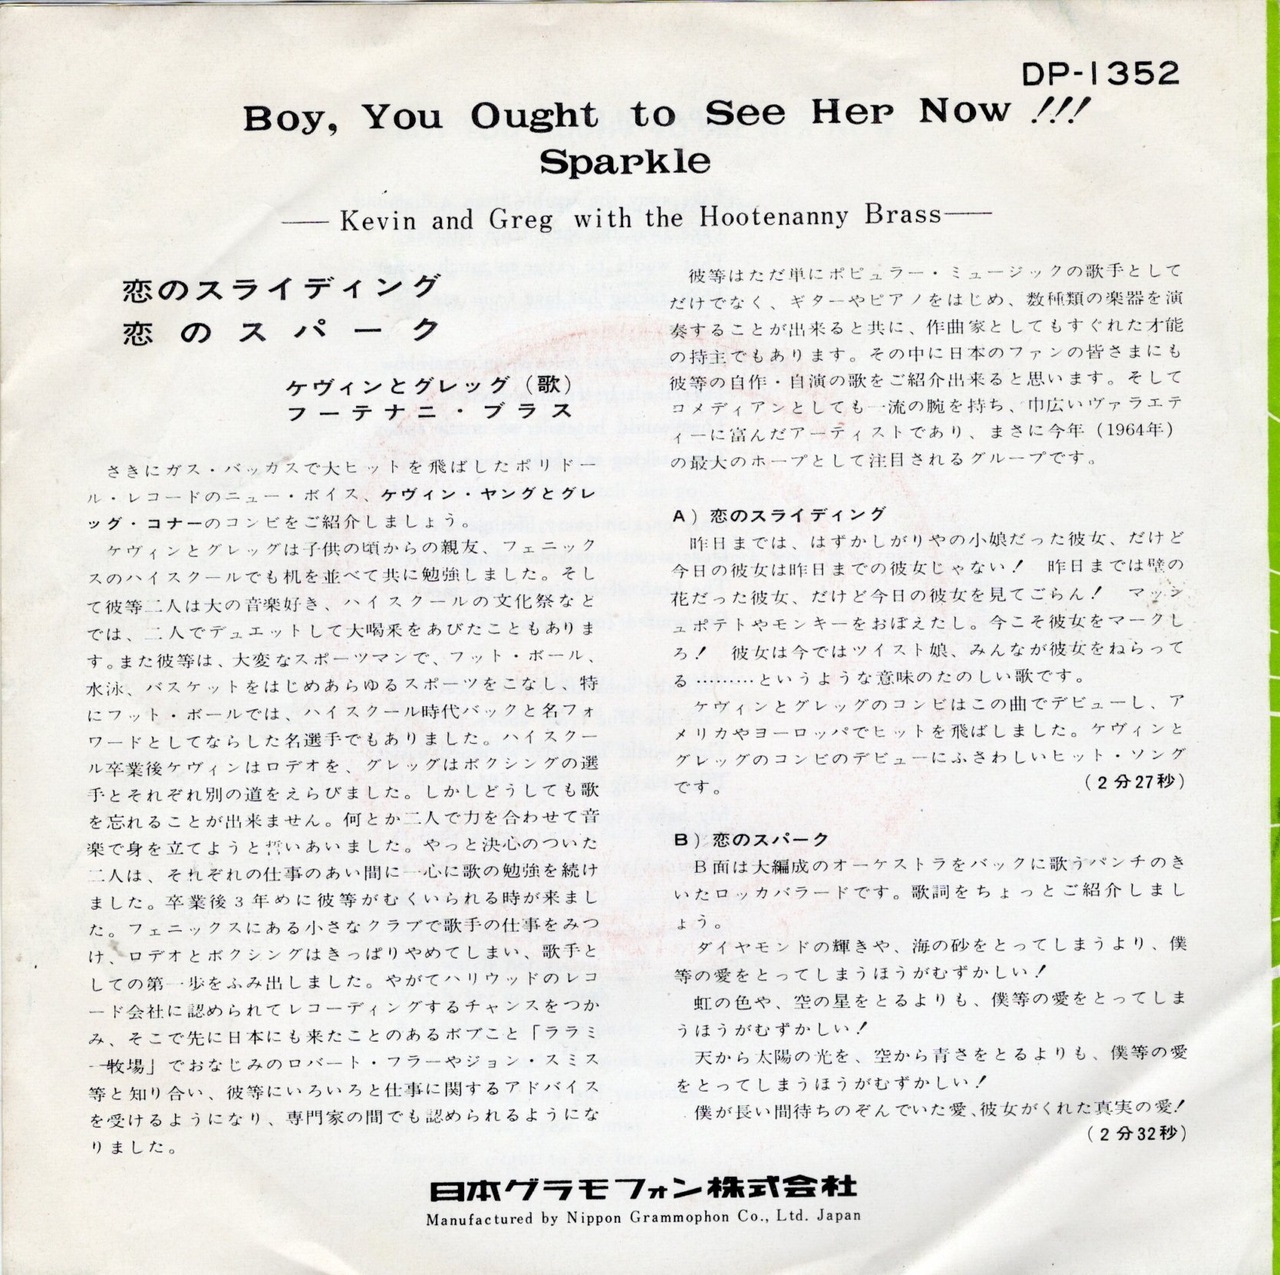 DP-1352
Boy, You Ought to See Her Now !!!
Sparkle
—— Kevin and Greg with the Hootenanny Brass ——
恋のスライディング
恋のスパーク
ケヴィンとグレッグ（歌）
フーテナニ・ブラス
さきにガス・バッカスで大ヒットを飛ばしたポリドー
ル・レコードのニュー・ボイス、ケヴィン・ヤングとグレ
ッグ・コナーのコンビをご紹介しましょう。
ケヴィンとグレッグは子供の頃からの親友、フェニック
スのハイスクールでも机を並べて共に勉強しました。そし
て彼等二人は大の音楽好き、ハイスクールの文化祭など
では、二人でデュエットして大喝采をあびたこともありま
す。また彼等は、大変なスポーツマンで、フット・ボール、
水泳、バスケットをはじめあらゆるスポーツをこなし、特
にフット・ボールでは、ハイスクール時代バックと名フォ
ワードとしてならした名選手でもありました。ハイスクー
ル卒業後ケヴィンはロデオを、グレッグはボクシングの選
手とそれぞれ別の道をえらびました。しかしどうしても歌
を忘れることが出来ません。何とか二人で力を合わせて音
楽で身を立てようと誓いあいました。やっと決心のついた
二人は、それぞれの仕事のあい間に一心に歌の勉強を続け
ました。卒業後3年めに彼等がむくいられる時が来まし
た。フェニックスにある小さなクラブで歌手の仕事をみつ
け、ロデオとボクシングはきっぱりやめてしまい、歌手と
しての第一歩をふみ出しました。やがてハリウッドのレコ
ード会社に認められてレコーディングするチャンスをつか
み、そこで先に日本にも来たことのあるボブこと「ララミ
ー牧場」でおなじみのロバート・フラーやジョン・スミス
等と知り合い、彼等にいろいろと仕事に関するアドバイス
を受けるようになり、専門家の間でも認められるようにな
りました。
彼等はただ単にポピュラー・ミュージックの歌手として
だけでなく、ギターやピアノをはじめ、数種類の楽器を演
奏することが出来ると共に、作曲家としてもすぐれた才能
の持主でもあります。その中に日本のファンの皆さまにも
彼等の自作・自演の歌をご紹介出来ると思います。そして
コメディアンとしても一流の腕を持ち、巾広いヴァラエテ
ィーに富んだアーティストであり、まさに今年（1964年）
の最大のホープとして注目されるグループです。
A）恋のスライディング
昨日までは、はずかしがりやの小娘だった彼女、だけど
今日の彼女は昨日までの彼女じゃない！ 昨日までは壁の
花だった彼女、だけど今日の彼女を見てごらん！ マッシ
ュポテトやモンキーをおぼえたし。今こそ彼女をマークし
ろ！ 彼女は今ではツイスト娘、みんなが彼女をねらって
る………というような意味のたのしい歌です。
ケヴィンとグレッグのコンビはこの曲でデビューし、ア
メリカやヨーロッパでヒットを飛ばしました。ケヴィンと
グレッグのコンビのデビューにふさわしいヒット・ソング
です。（2分27秒）
B）恋のスパーク
B面は大編成のオーケストラをバックに歌うパンチのき
いたロッカバラードです。歌詞をちょっとご紹介しまし
ょう。
ダイヤモンドの輝きや、海の砂をとってしまうより、僕
等の愛をとってしまうほうがむずかしい！
虹の色や、空の星をとるよりも、僕等の愛をとってしま
うほうがむずかしい！
天から太陽の光を、空から青さをとるよりも、僕等の愛
をとってしまうほうがむずかしい！
僕が長い間待ちのぞんでいた愛、彼女がくれた真実の愛！
（2分32秒）
日本グラモフォン株式会社
Manufactured by Nippon Grammophon Co., Ltd. Japan